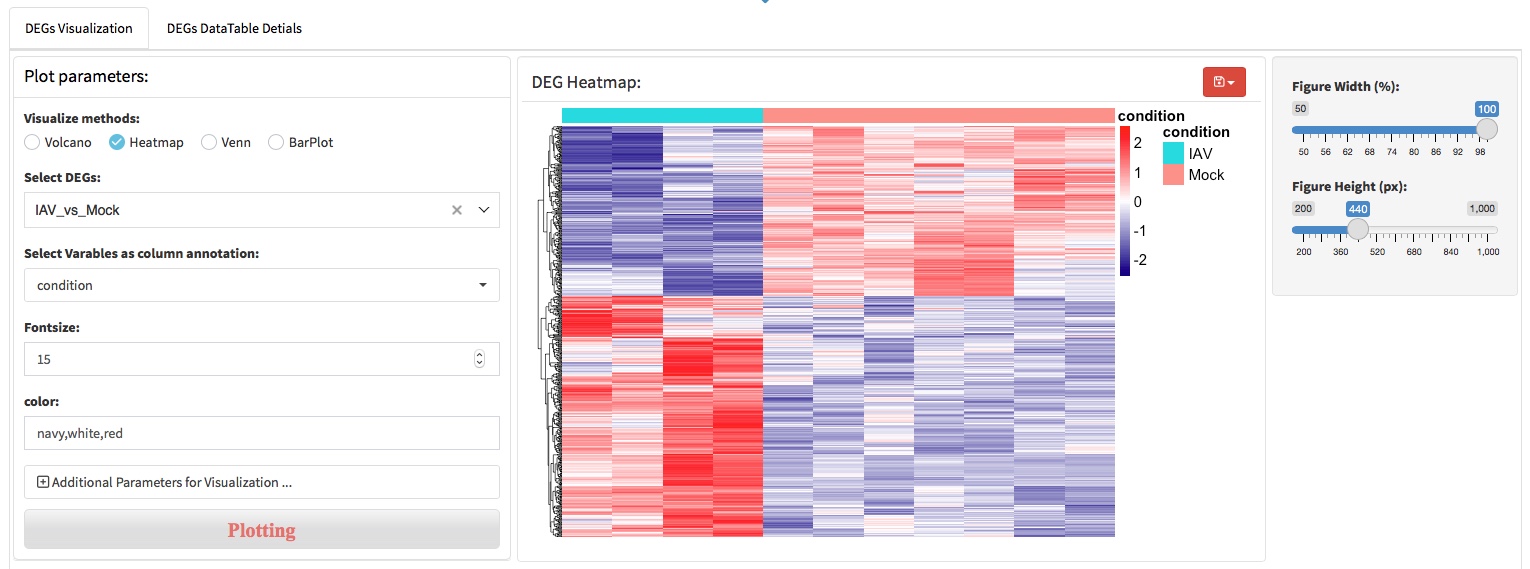 DEGs Visualization
DEGs DataTable Detials
Plot parameters:
Visualize methods:
Volcano
Heatmap
Venn
BarPlot
Select DEGs:
IAV_vs_Mock
Select Variables as column annotation:
condition
Fontsize:
15
color:
navy,white,red
Additional Parameters for Visualization ...
Plotting
DEG Heatmap:
condition
2
1
0
-1
-2
condition
IAV
Mock
Figure Width (%):
50 100
50 56 62 68 74 80 86 92 98
Figure Height (px):
200 440 1,000
200 360 520 680 840 1,000